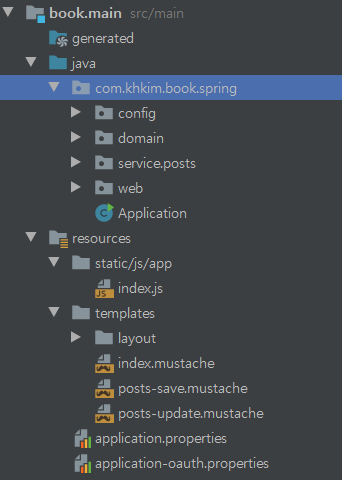 book.main src/main
generated
java
com.khkim.book.spring
config
domain
service.posts
web
C Application
resources
static/js/app
JS index.js
templates
layout
index.mustache
posts-save.mustache
posts-update.mustache
application.properties
application-oauth.properties